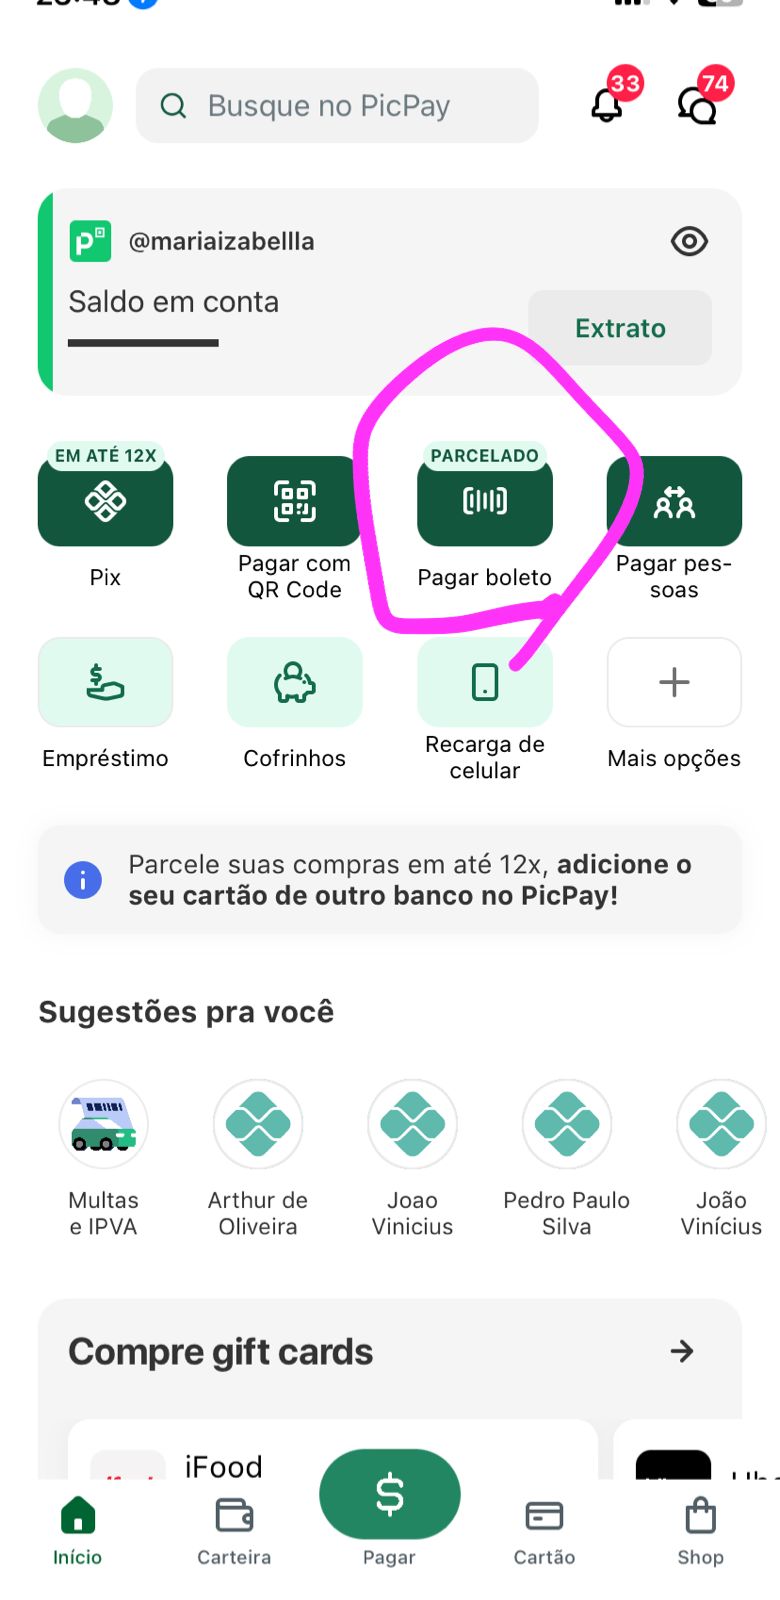 33
74
Busque no PicPay
@mariaizabellla
Saldo em conta
Extrato
EM ATÉ 12X
PARCELADO
Pix
Pagar com
QR Code
Pagar boleto
Pagar pes-
soas
Empréstimo
Cofrinhos
Recarga de
celular
Mais opções
Parcele suas compras em até 12x, adicione o
seu cartão de outro banco no PicPay!
Sugestões pra você
Multas
e IPVA
Arthur de
Oliveira
Joao
Vinicius
Pedro Paulo
Silva
João
Vinícius
Compre gift cards
iFood
Início
Carteira
Pagar
Cartão
Shop